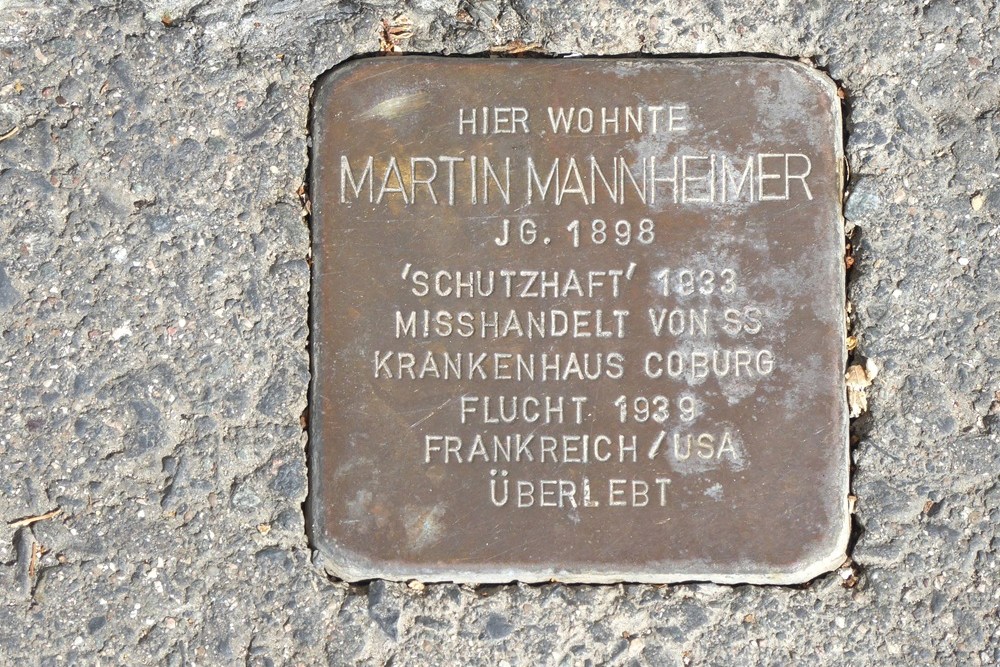 HIER WOHNTE
MARTIN MANNHEIMER
JG. 1898
'SCHUTZHAFT' 1933
MISSHANDELT VON SS
KRANKENHAUS COBURG
FLUCHT 1939
FRANKREICH/USA
ÜBERLEBT